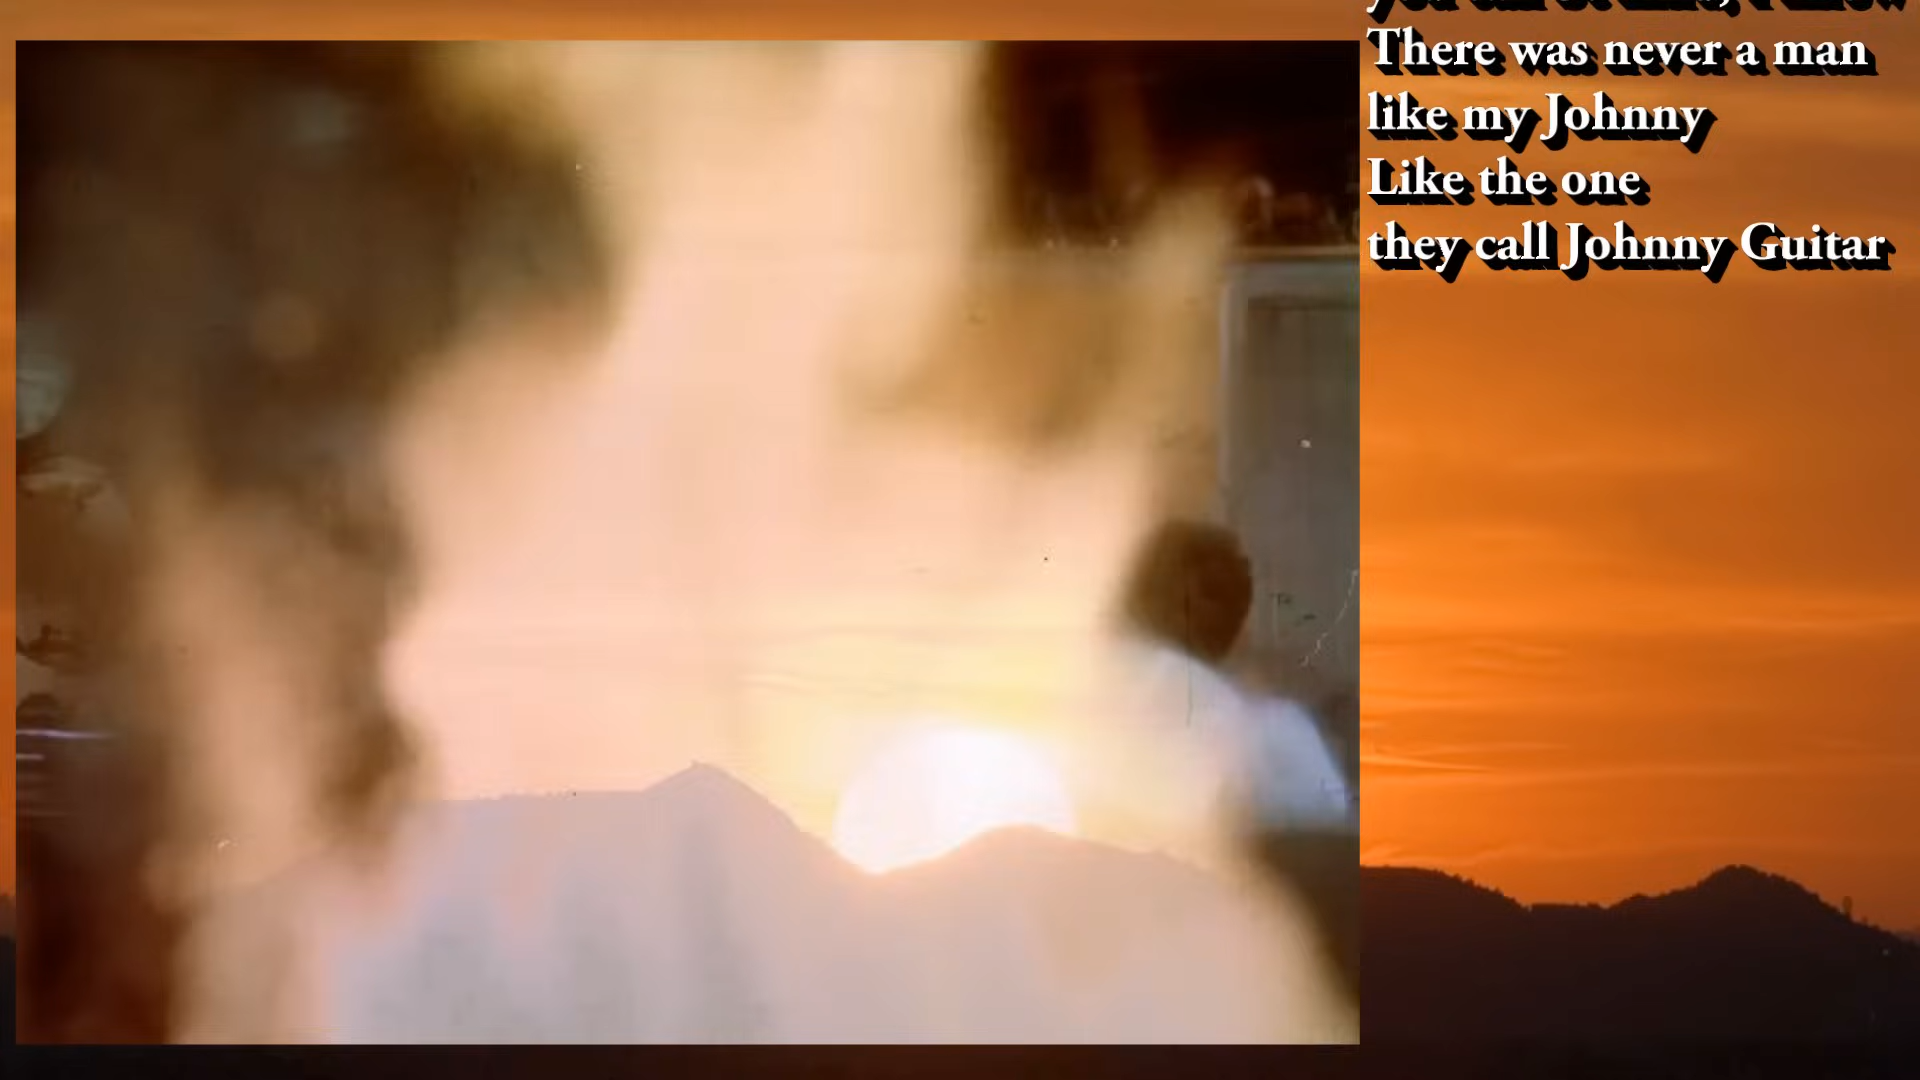 There was never a man
like my Johnny
Like the one
they call Johnny Guitar